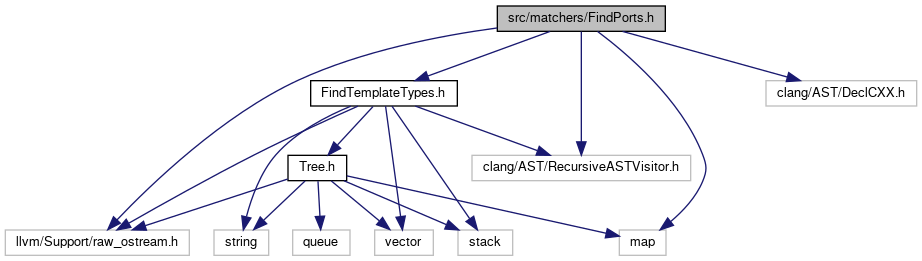 src/matchers/FindPorts.h
FindTemplateTypes.h
clang/AST/DeclCXX.h
Tree.h
clang/AST/RecursiveASTVisitor.h
llvm/Support/raw_ostream.h
string
queue
vector
stack
map